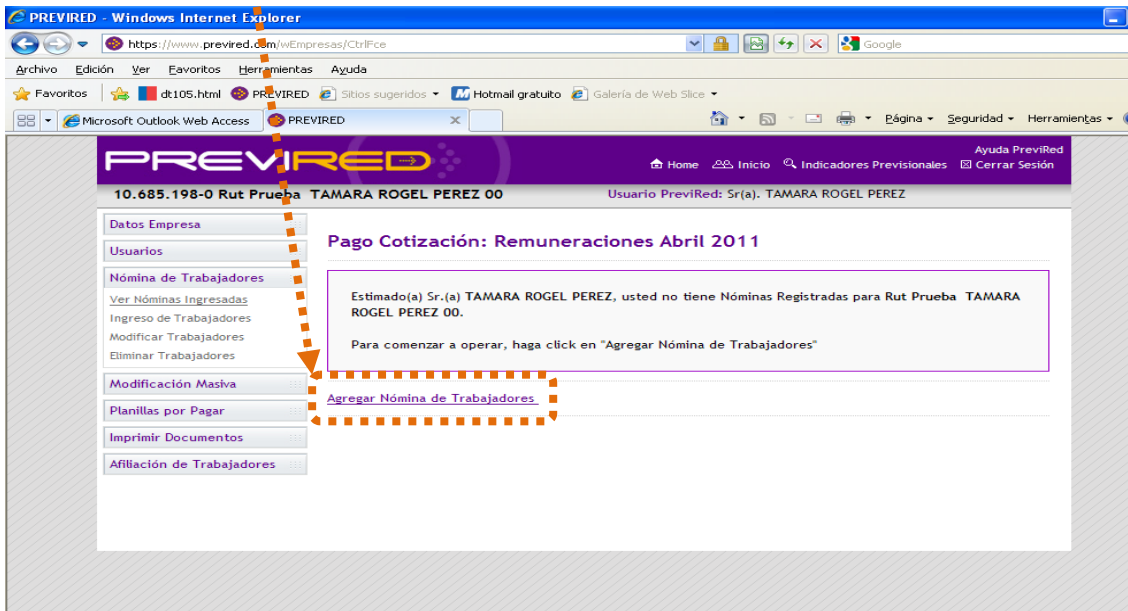 PREVIRED - Windows Internet Explorer
https://www.previred.com/wEmpresas/CtrlFce
Google
Archivo Edición Ver Favoritos Herramientas Ayuda
Favoritos dt105.html PREVIRED Sitios sugeridos Hotmail gratuito Galería de Web Slice
Microsoft Outlook Web Access PREVIRED Página Seguridad Herramientas
PREVIRED
Ayuda PreviRed
Home Inicio Indicadores Previsionales Cerrar Sesión
10.685.198-0 Rut Prueba TAMARA ROGEL PEREZ 00 Usuario PreviRed: Sr(a). TAMARA ROGEL PEREZ
Datos Empresa
Usuarios
Nómina de Trabajadores
Ver Nóminas Ingresadas
Ingreso de Trabajadores
Modificar Trabajadores
Eliminar Trabajadores
Modificación Masiva
Planillas por Pagar
Imprimir Documentos
Afiliación de Trabajadores
Pago Cotización: Remuneraciones Abril 2011
Estimado(a) Sr.(a) TAMARA ROGEL PEREZ, usted no tiene Nóminas Registradas para Rut Prueba TAMARA
ROGEL PEREZ 00.
Para comenzar a operar, haga click en "Agregar Nómina de Trabajadores"
Agregar Nómina de Trabajadores